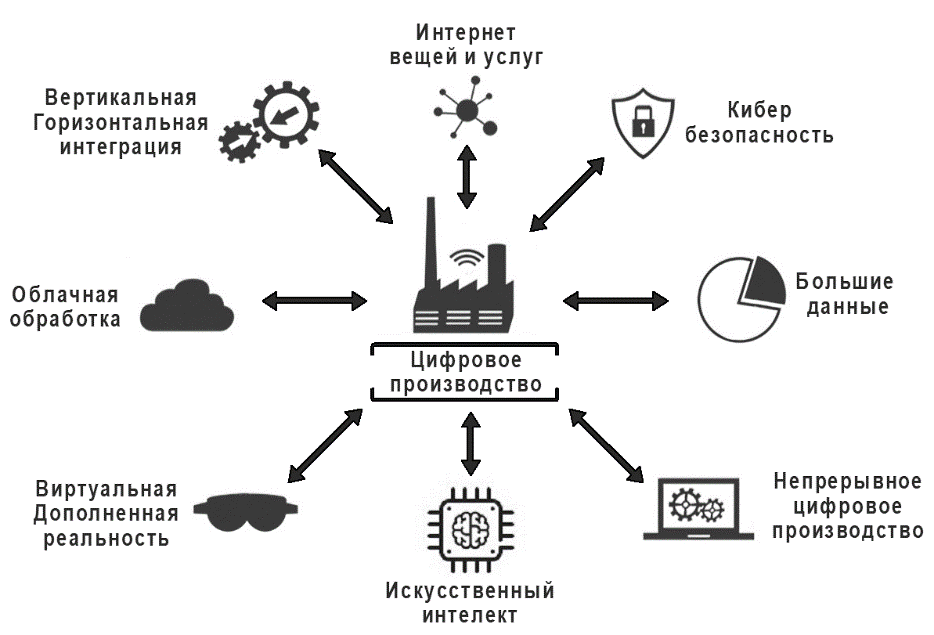 Интернет
вещей и услуг
Вертикальная
Горизонтальная
интеграция
Кибер
безопасность
Облачная
обработка
Большие
данные
Цифровое
производство
Виртуальная
Дополненная
реальность
Непрерывное
цифровое
производство
Искусственный
интелект